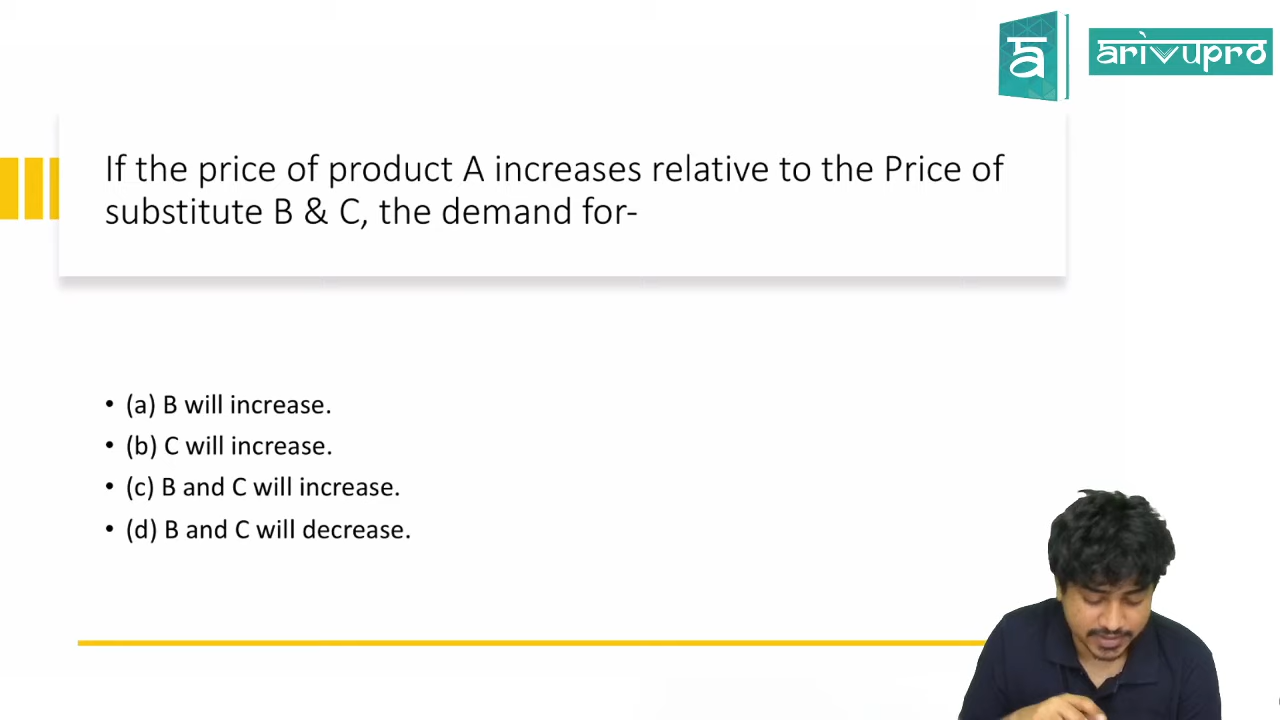 a
arivupro
If the price of product A increases relative to the Price of
substitute B & C, the demand for-
• (a) B will increase.
• (b) C will increase.
• (c) B and C will increase.
• (d) B and C will decrease.